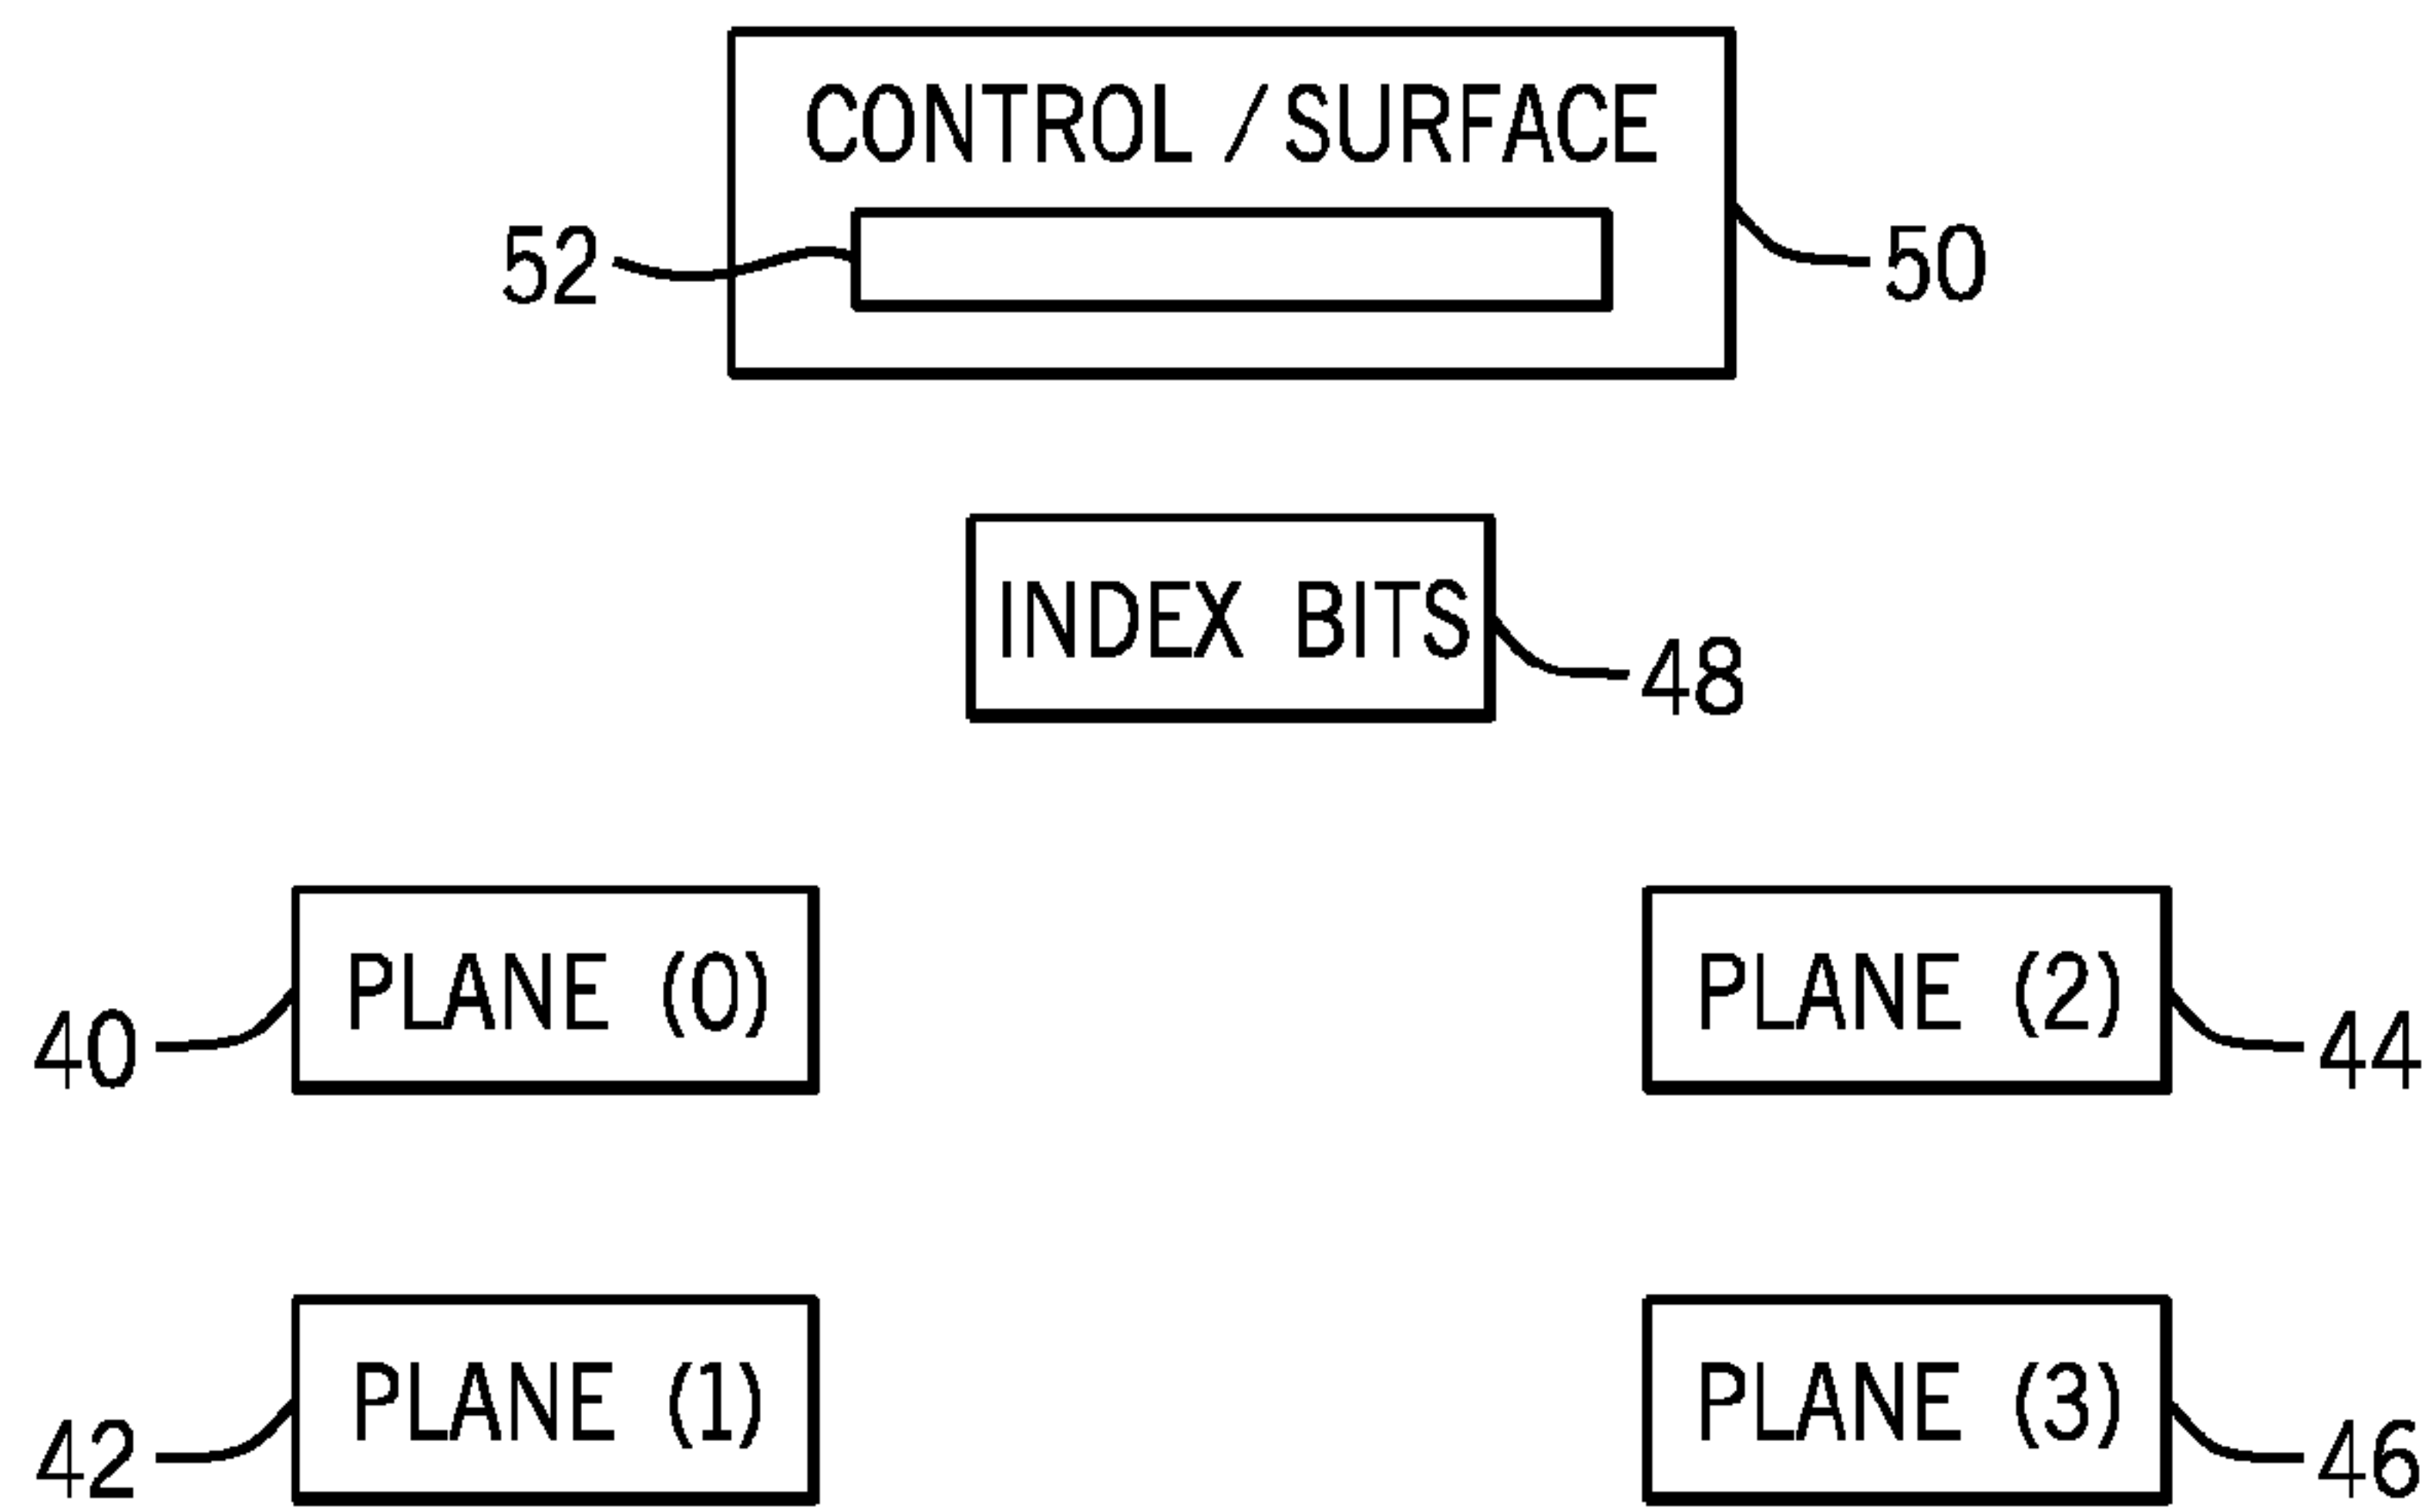 CONTROL/SURFACE
52
50
INDEX BITS
48
PLANE (0)
PLANE (2)
40
44
PLANE (1)
PLANE (3)
42
46